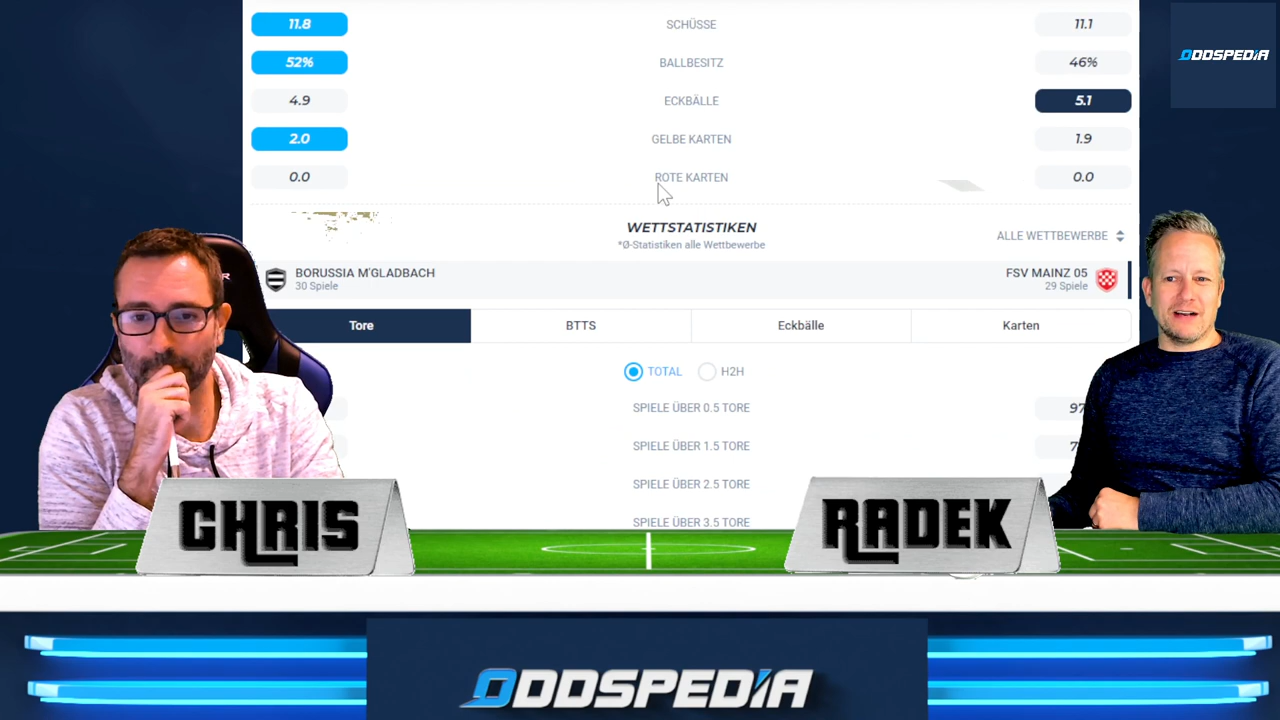 11.8 SCHÜSSE 11.1
ODDSPEDIA
52% BALLBESITZ 46%
4.9 ECKBÄLLE 5.1
2.0 GELBE KARTEN 1.9
0.0 ROTE KARTEN 0.0
WETTSTATISTIKEN
*Ø-Statistiken alle Wettbewerbe
ALLE WETTBEWERBE
BORUSSIA M'GLADBACH
30 Spiele
FSV MAINZ 05
29 Spiele
Tore BTTS Eckbälle Karten
TOTAL H2H
SPIELE ÜBER 0.5 TORE
SPIELE ÜBER 1.5 TORE
SPIELE ÜBER 2.5 TORE
SPIELE ÜBER 3.5 TORE
CHRIS
RADEK
ODDSPEDIA